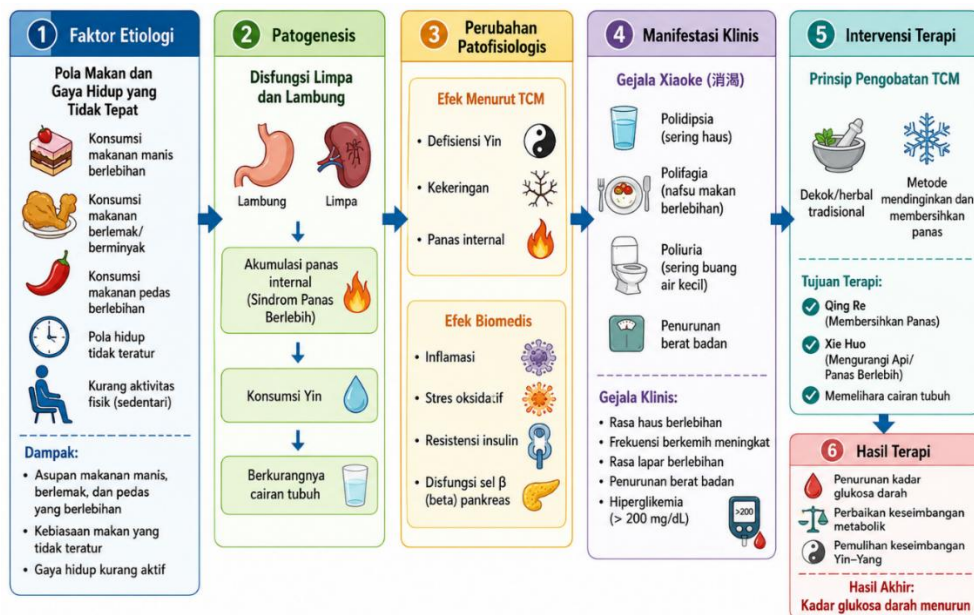 1 Faktor Etiologi
Pola Makan dan
Gaya Hidup yang
Tidak Tepat
Konsumsi
makanan manis
berlebihan
Konsumsi
makanan
berlemak/
berminyak
Konsumsi
makanan pedas
berlebihan
Pola hidup
tidak teratur
Kurang aktivitas
fisik (sedentari)
Dampak:
• Asupan makanan manis,
berlemak, dan pedas
yang berlebihan
• Kebiasaan makan yang
tidak teratur
• Gaya hidup kurang aktif
2 Patogenesis
Disfungsi Limpa
dan Lambung
Lambung
Limpa
Akumulasi panas
internal
(Sindrom Panas
Berlebih)
Konsumsi Yin
Berkurangnya
cairan tubuh
3 Perubahan
Patofisiologis
Efek Menurut TCM
• Defisiensi Yin
• Kekeringan
• Panas internal
Efek Biomedis
• Inflamasi
• Stres oksidatif
• Resistensi insulin
• Disfungsi sel β
(beta) pankreas
4 Manifestasi Klinis
Gejala Xiaoke (消渴)
Polidipsia
(sering haus)
Polifagia
(nafsu makan
berlebihan)
Poliuria
(sering buang
air kecil)
Penurunan
berat badan
Gejala Klinis:
• Rasa haus berlebihan
• Frekuensi berkemih meningkat
• Rasa lapar berlebihan
• Penurunan berat badan
• Hiperglikemia
(> 200 mg/dL)
>200
5 Intervensi Terapi
Prinsip Pengobatan TCM
Dekok/herbal
tradisional
Metode
mendinginkan dan
membersihkan
panas
Tujuan Terapi:
Qing Re
(Membersihkan Panas)
Xie Huo
(Mengurangi Api/
Panas Berlebih)
Memelihara cairan tubuh
6 Hasil Terapi
Penurunan kadar
glukosa darah
Perbaikan keseimbangan
metabolik
Pemulihan keseimbangan
Yin–Yang
Hasil Akhir:
Kadar glukosa darah menurun